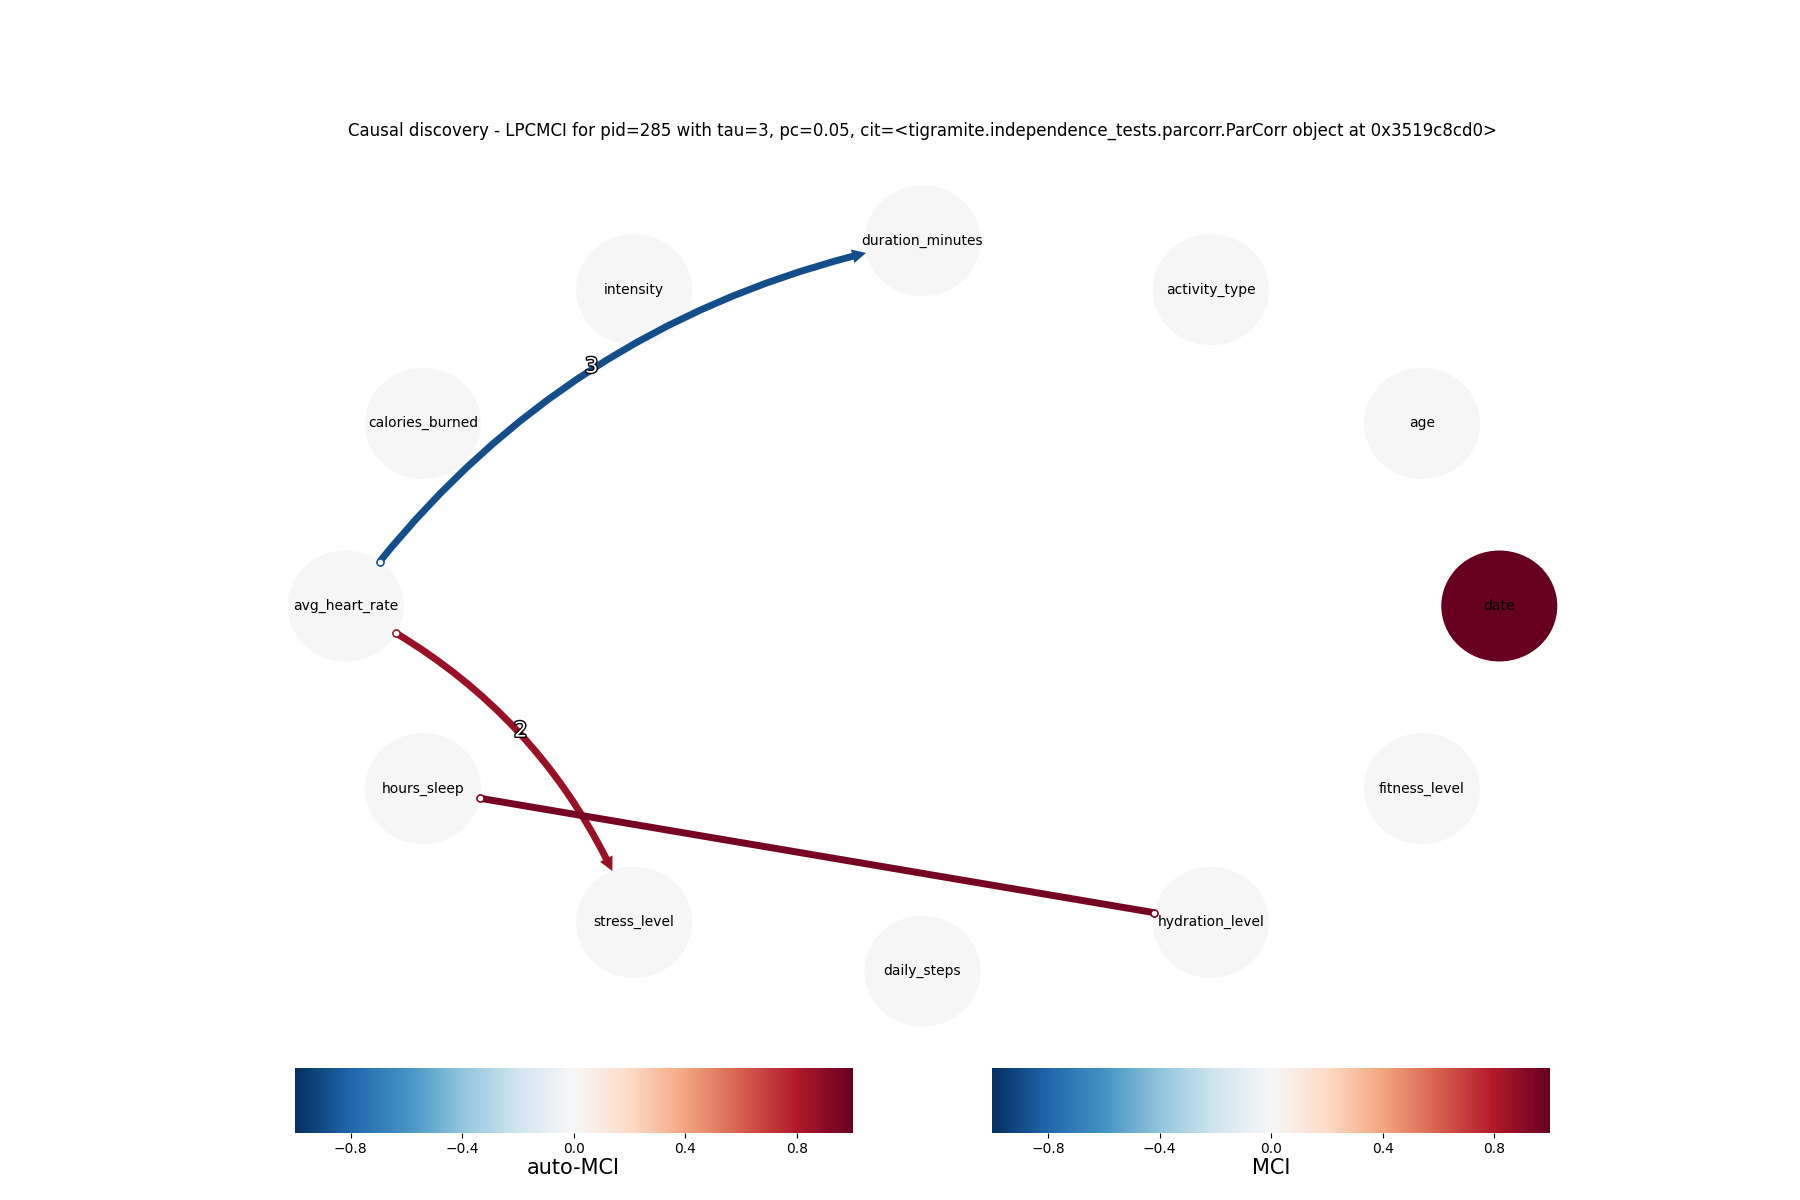 Causal discovery - LPCMCI for pid=285 with tau=3, pc=0.05, cit=<tigramite.independence_tests.parcorr.ParCorr object at 0x3519c8cd0>
duration_minutes
intensity
activity_type
3
calories_burned
age
avg_heart_rate
date
2
hours_sleep
fitness_level
stress_level
hydration_level
daily_steps
−0.8 −0.4 0.0 0.4 0.8
auto-MCI
−0.8 −0.4 0.0 0.4 0.8
MCI